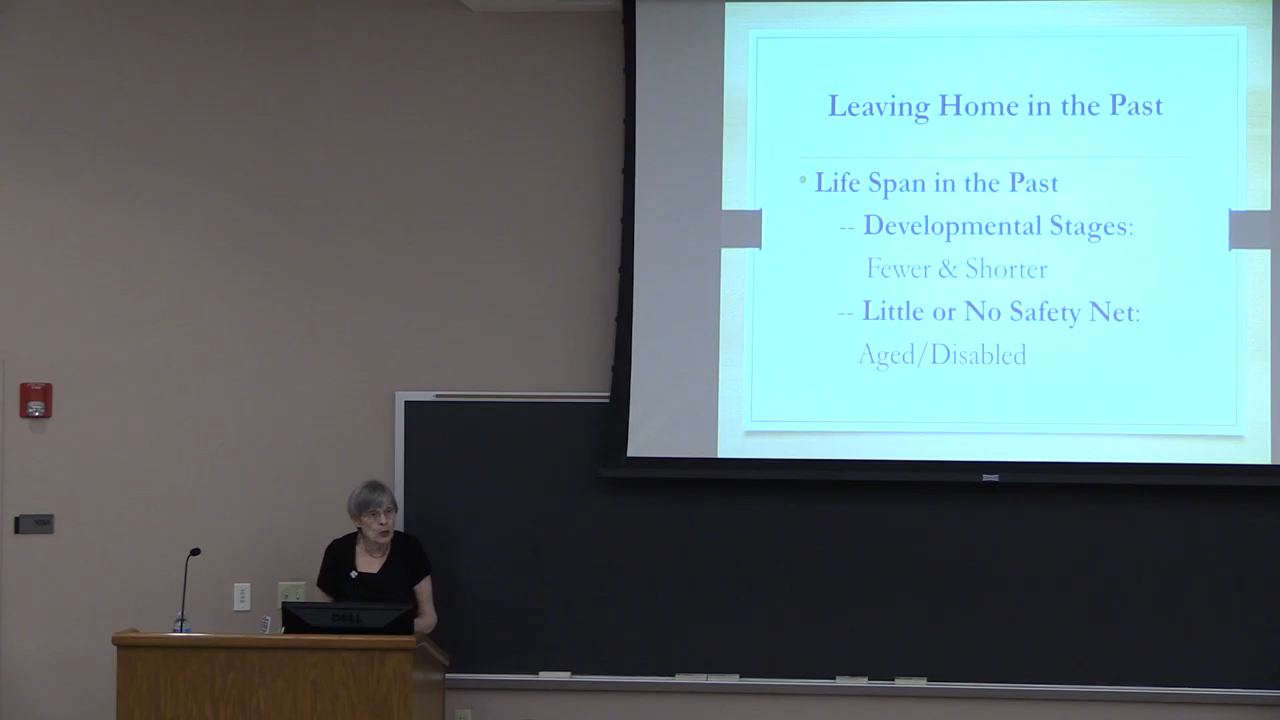 Leaving Home in the Past
• Life Span in the Past
-- Developmental Stages:
Fewer & Shorter
-- Little or No Safety Net:
Aged/Disabled
DELL